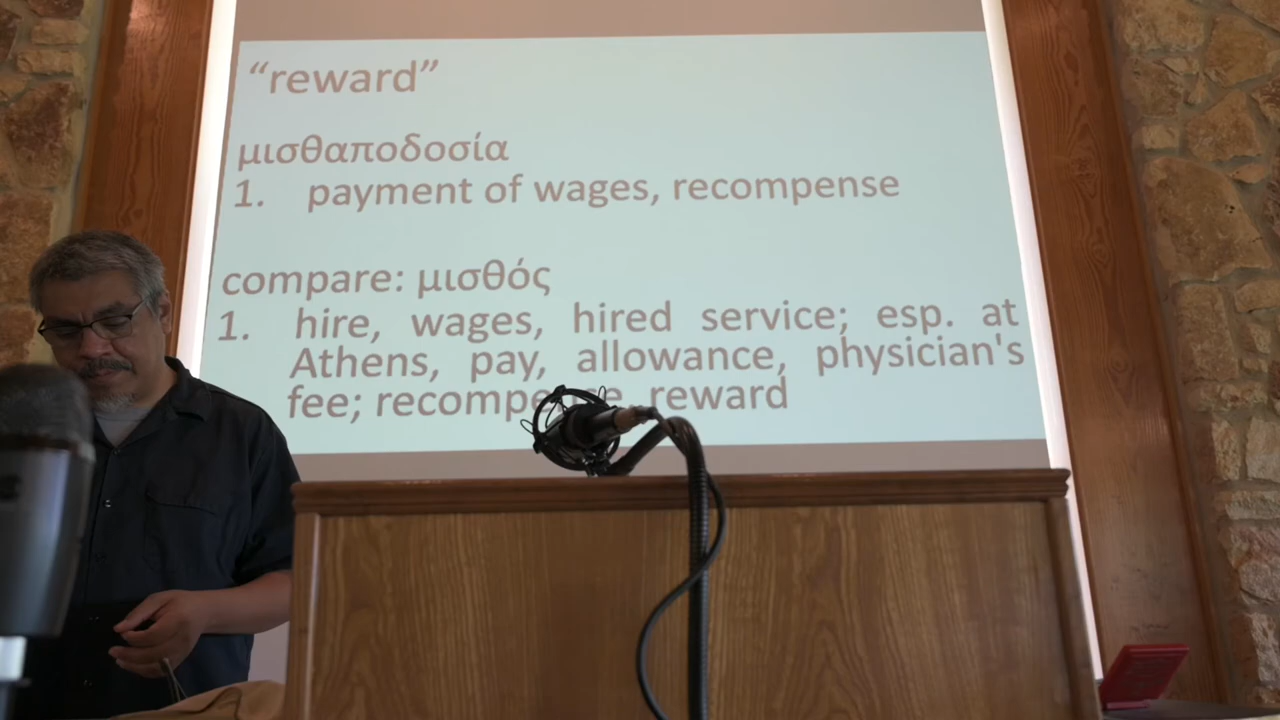 “reward”
μισθαποδοσία
1. payment of wages, recompense
compare: μισθός
1. hire, wages, hired service; esp. at
Athens, pay, allowance, physician's
fee; recompense, reward